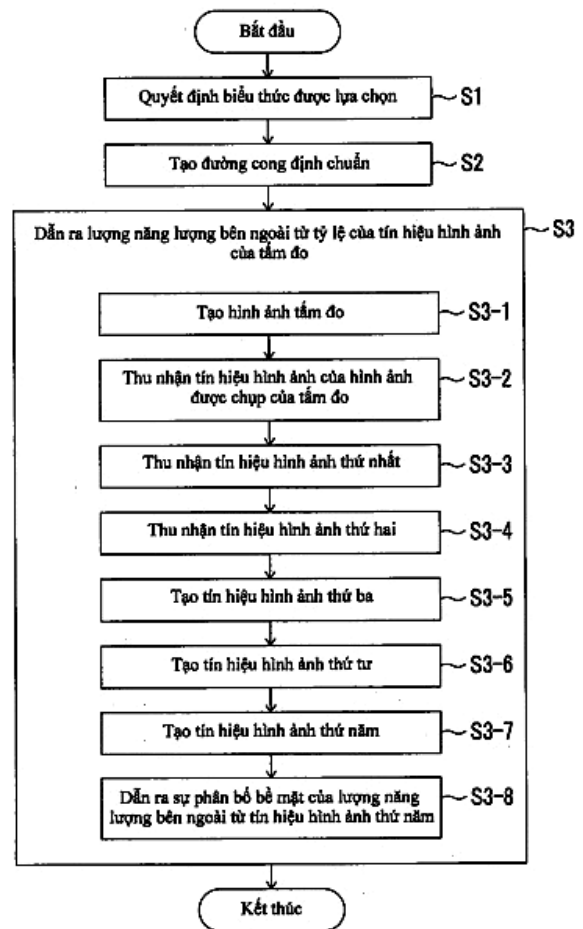 Bắt đầu
Quyết định biểu thức được lựa chọn
S1
Tạo đường cong định chuẩn
S2
Dẫn ra lượng năng lượng bên ngoài từ tỷ lệ của tín hiệu hình ảnh
của tấm đo
S3
Tạo hình ảnh tấm đo
S3-1
Thu nhận tín hiệu hình ảnh của hình ảnh
được chụp của tấm đo
S3-2
Thu nhận tín hiệu hình ảnh thứ nhất
S3-3
Thu nhận tín hiệu hình ảnh thứ hai
S3-4
Tạo tín hiệu hình ảnh thứ ba
S3-5
Tạo tín hiệu hình ảnh thứ tư
S3-6
Tạo tín hiệu hình ảnh thứ năm
S3-7
Dẫn ra sự phân bố bề mặt của lượng năng
lượng bên ngoài từ tín hiệu hình ảnh thứ năm
S3-8
Kết thúc